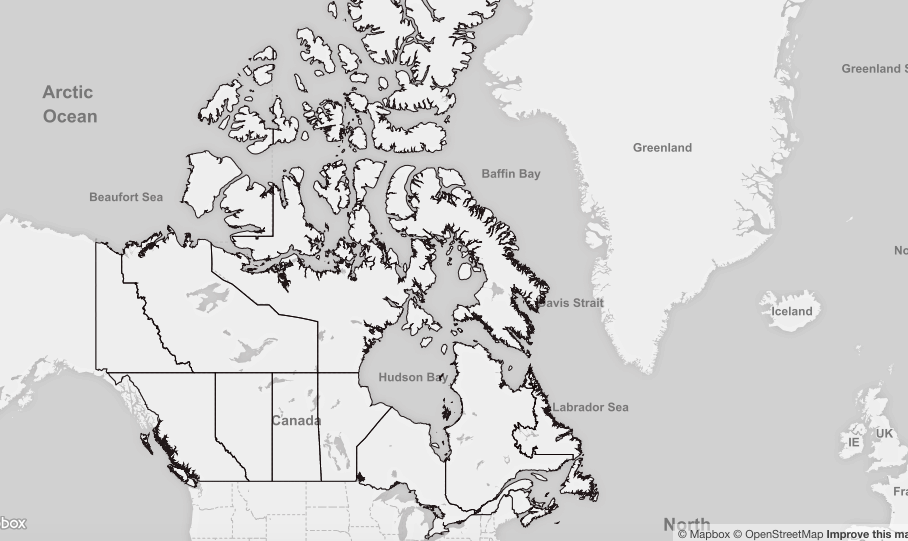 Greenland S
Arctic
Ocean
Greenland
Baffin Bay
Beaufort Sea
No
Davis Strait
Iceland
Hudson Bay
Labrador Sea
Canada
UK
IE
Fra
North
box
© Mapbox © OpenStreetMap Improve this ma